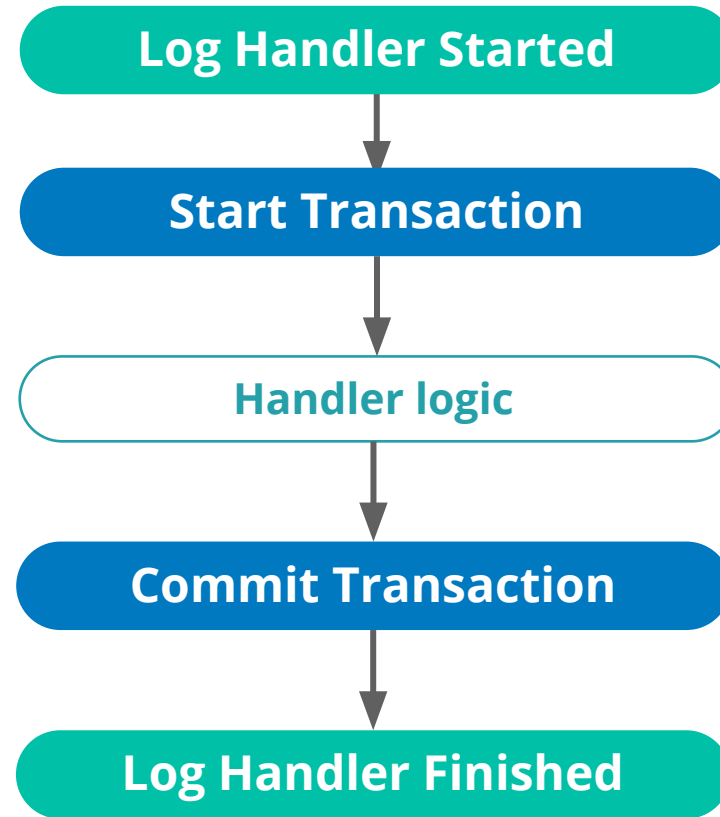 Log Handler Started
Start Transaction
Handler logic
Commit Transaction
Log Handler Finished